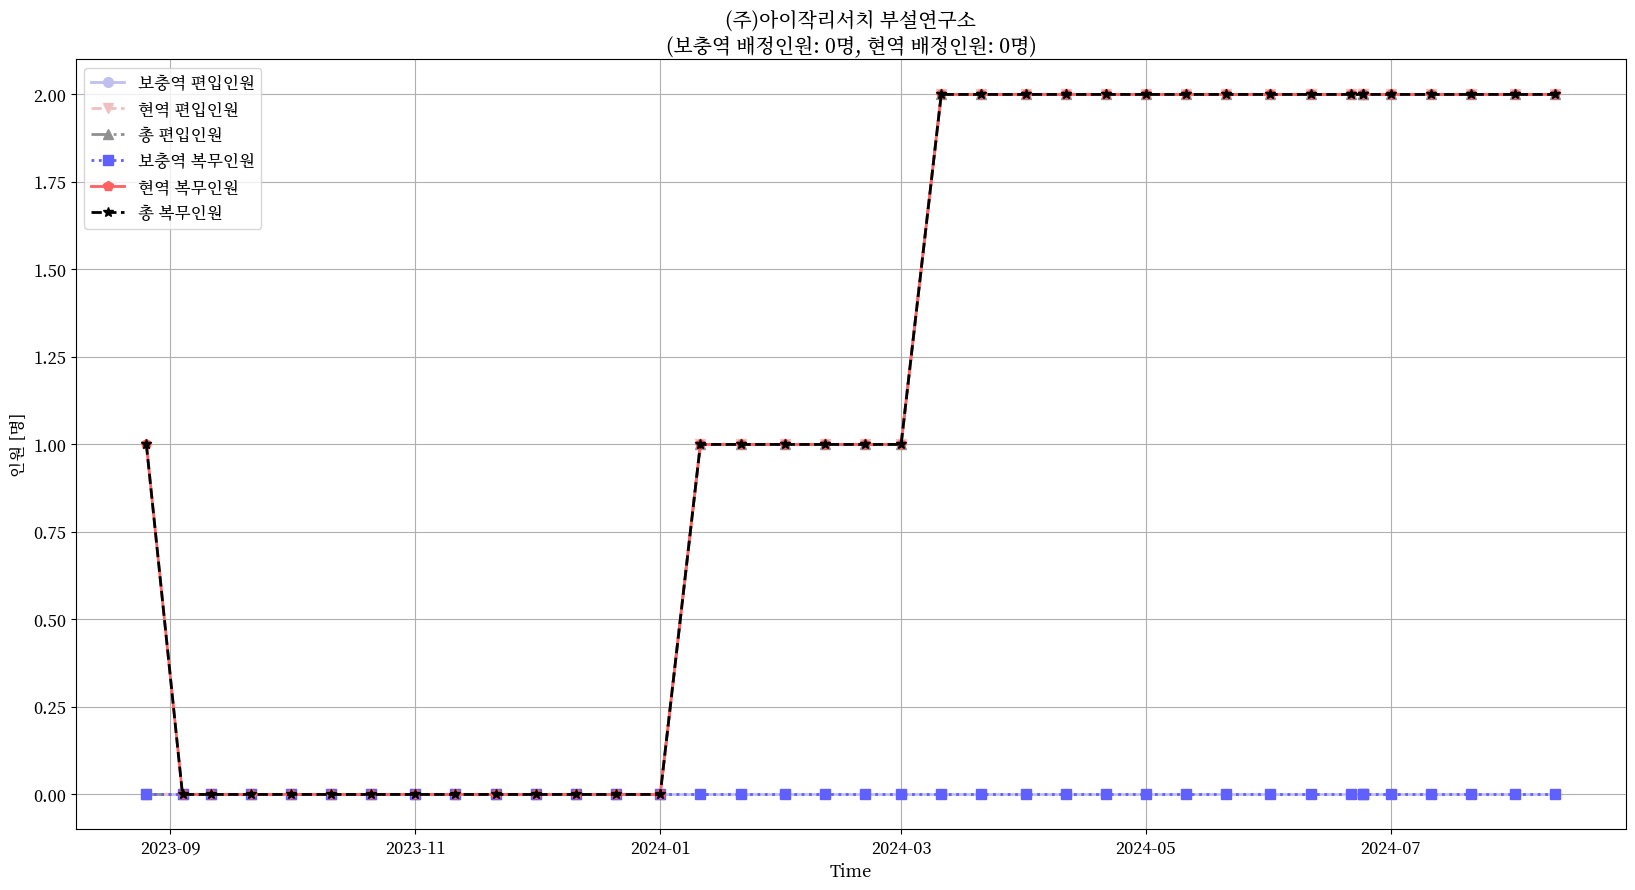 (주)아이작리서치 부설연구소
(보충역 배정인원: 0명, 현역 배정인원: 0명)
보충역 편입인원
현역 편입인원
총 편입인원
보충역 복무인원
현역 복무인원
총 복무인원
2.00
1.75
1.50
1.25
1.00
0.75
0.50
0.25
0.00
인원 [명]
2023-09
2023-11
2024-01
2024-03
2024-05
2024-07
Time